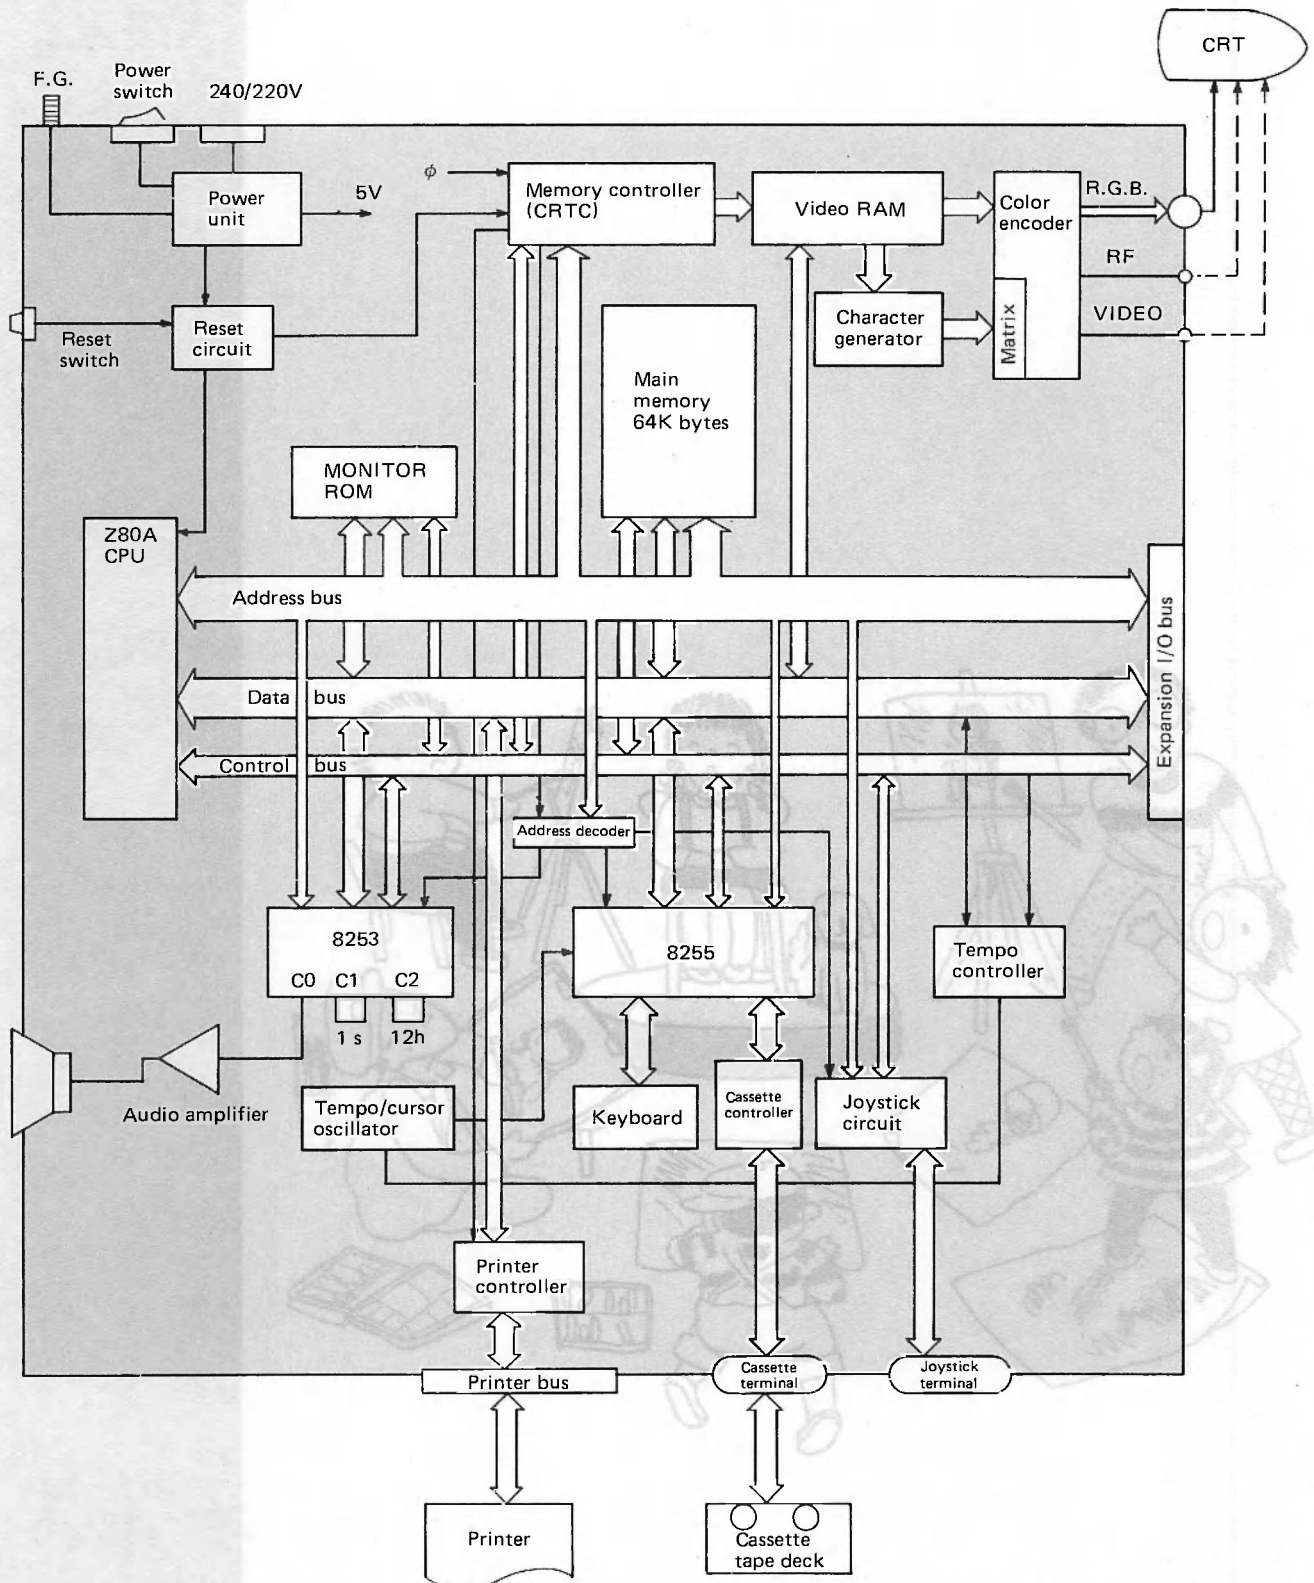 CRT
F.G.
Power
switch
240/220V
Power
unit
5V
φ
Memory controller
(CRTC)
Video RAM
Color
encoder
R.G.B.
RF
VIDEO
Matrix
Character
generator
Reset
switch
Reset
circuit
Main
memory
64K bytes
MONITOR
ROM
Z80A
CPU
Address bus
Data bus
Control bus
Expansion I/O bus
Address decoder
8253
C0 C1 C2
1 s 12h
8255
Tempo
controller
Audio amplifier
Tempo/cursor
oscillator
Keyboard
Cassette
controller
Joystick
circuit
Printer
controller
Printer bus
Cassette
terminal
Joystick
terminal
Printer
Cassette
tape deck